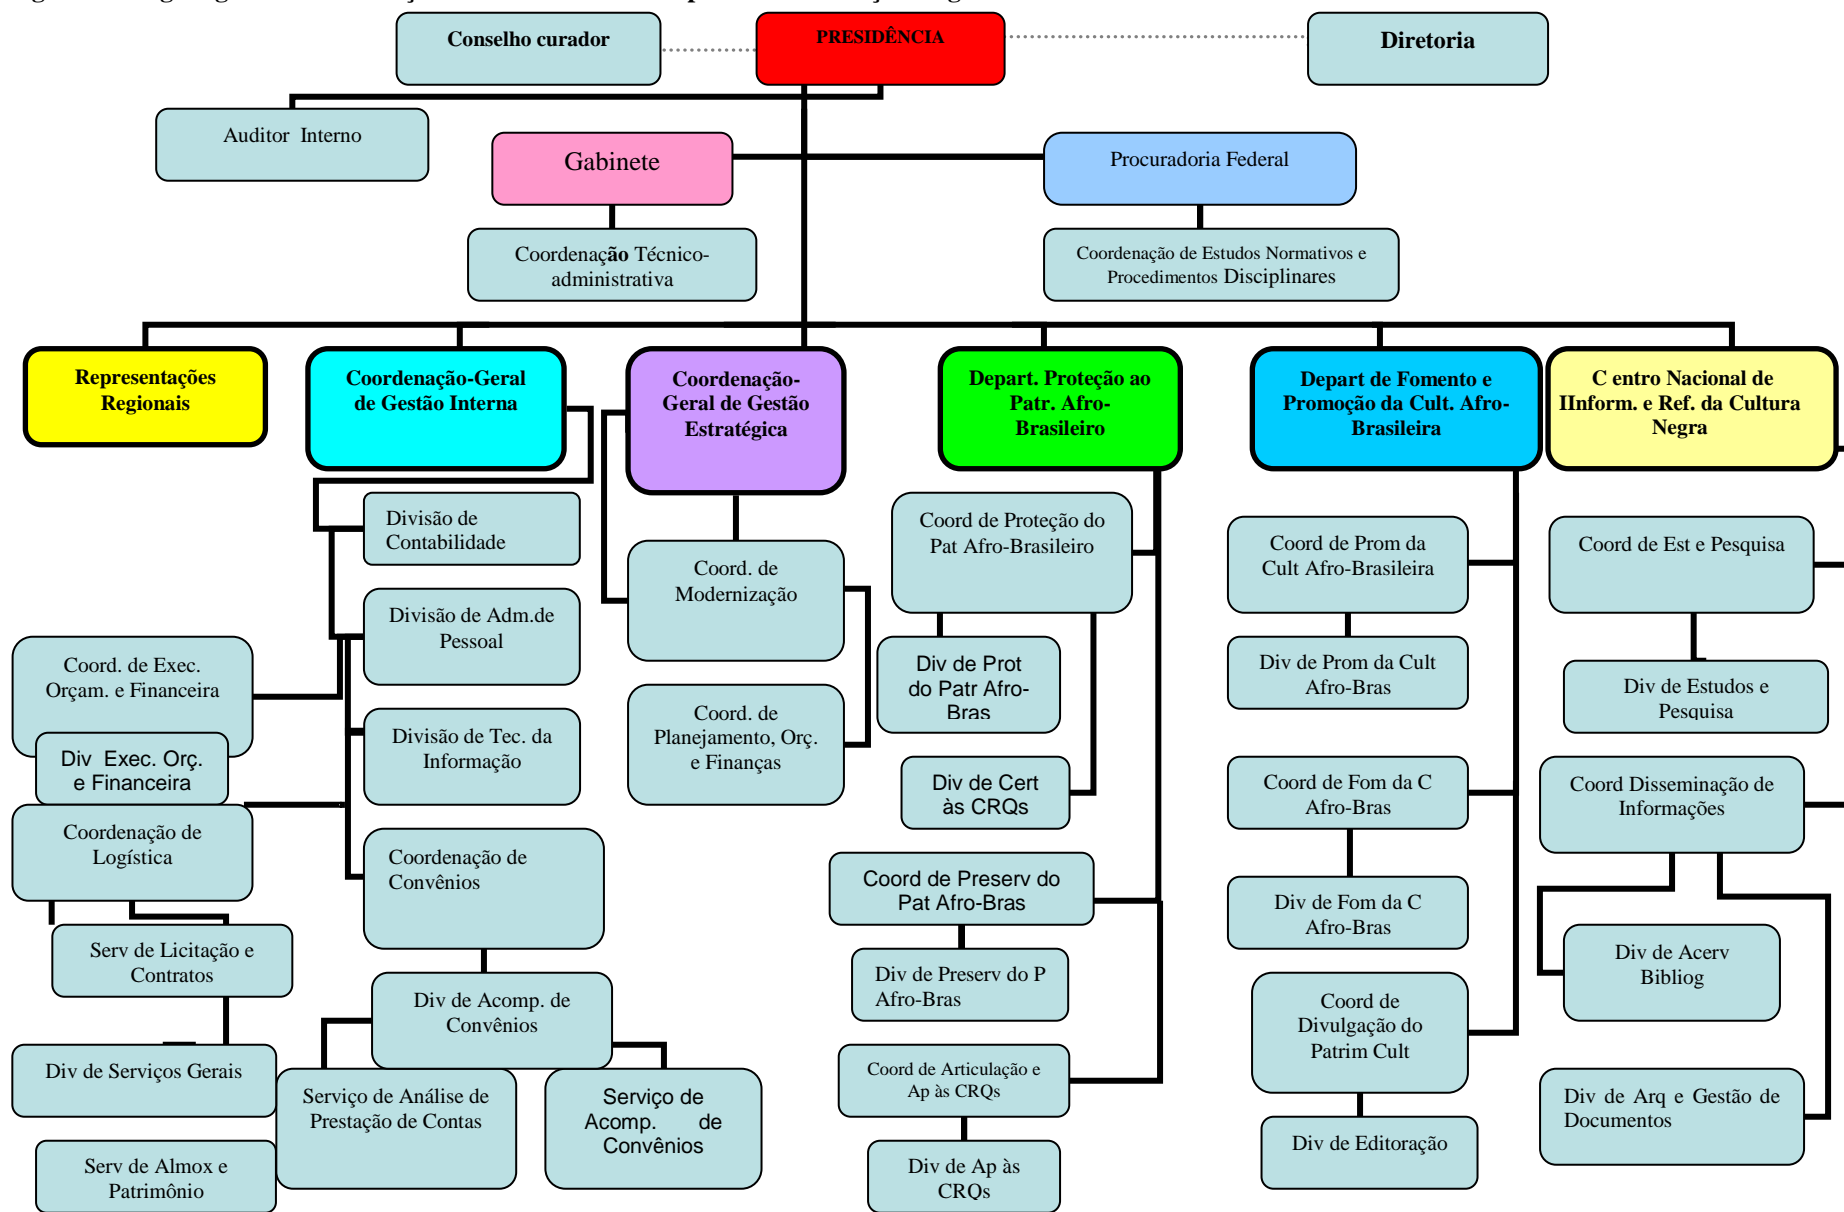 Conselho curador
PRESIDÊNCIA
Diretoria
Auditor Interno
Gabinete
Procuradoria Federal
Coordenação Técnico-
administrativa
Coordenação de Estudos Normativos e
Procedimentos Disciplinares
Representações
Regionais
Coordenação-Geral
de Gestão Interna
Coordenação-
Geral de Gestão
Estratégica
Depart. Proteção ao
Patr. Afro-
Brasileiro
Depart de Fomento e
Promoção da Cult. Afro-
Brasileira
C entro Nacional de
IInform. e Ref. da Cultura
Negra
Divisão de
Contabilidade
Divisão de Adm.de
Pessoal
Coord. de Exec.
Orçam. e Financeira
Div Exec. Orç.
e Financeira
Divisão de Tec. da
Informação
Coordenação de
Logística
Coordenação de
Convênios
Serv de Licitação e
Contratos
Div de Acomp. de
Convênios
Div de Serviços Gerais
Serviço de Análise de
Prestação de Contas
Serviço de
Acomp. de
Convênios
Serv de Almox e
Patrimônio
Coord. de
Modernização
Coord. de
Planejamento, Orç.
e Finanças
Coord de Proteção do
Pat Afro-Brasileiro
Div de Prot
do Patr Afro-
Bras
Div de Cert
às CRQs
Coord de Preserv do
Pat Afro-Bras
Div de Preserv do P
Afro-Bras
Coord de Articulação e
Ap às CRQs
Div de Ap às
CRQs
Coord de Prom da
Cult Afro-Brasileira
Div de Prom da Cult
Afro-Bras
Coord de Fom da C
Afro-Bras
Div de Fom da C
Afro-Bras
Coord de
Divulgação do
Patrim Cult
Div de Editoração
Coord de Est e Pesquisa
Div de Estudos e
Pesquisa
Coord Disseminação de
Informações
Div de Acerv
Bibliog
Div de Arq e Gestão de
Documentos